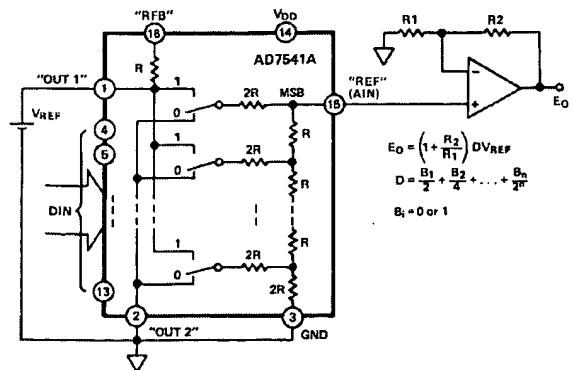 "RFB"
VDD
16
14
R
AD7541A
"OUT 1"
1
1
2R
MSB
15
"REF"
(AIN)
R1
R2
−
+
EO
VREF
0
R
4
5
1
2R
0
R
DIN
1
R
2R
0
2R
13
2
3
"OUT 2"
GND
EO = (1 + R2/R1) DVREF
D = B1/2 + B2/4 + . . . + Bn/2^n
Bi = 0 or 1